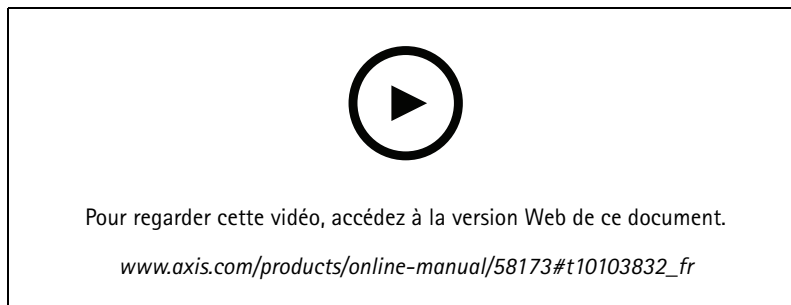 Pour regarder cette vidéo, accédez à la version Web de ce document.
www.axis.com/products/online-manual/58173#t10103832_fr